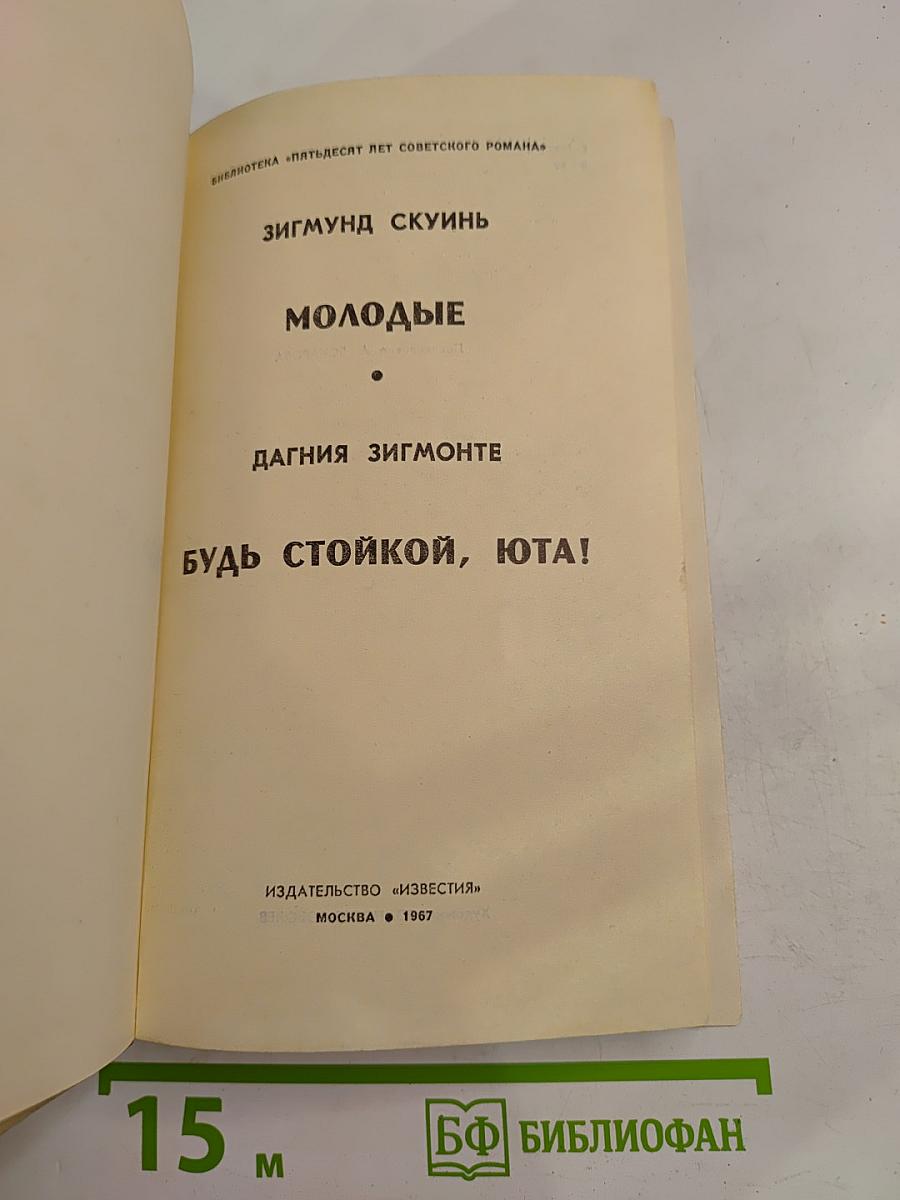 БИБЛИОТЕКА «ПЯТЬДЕСЯТ ЛЕТ СОВЕТСКОГО РОМАНА»
ЗИГМУНД СКУИНЬ
МОЛОДЫЕ
●
ДАГНИЯ ЗИГМОНТЕ
БУДЬ СТОЙКОЙ, ЮТА!
ИЗДАТЕЛЬСТВО «ИЗВЕСТИЯ»
МОСКВА ● 1967
15 м
БФ БИБЛИОФАН